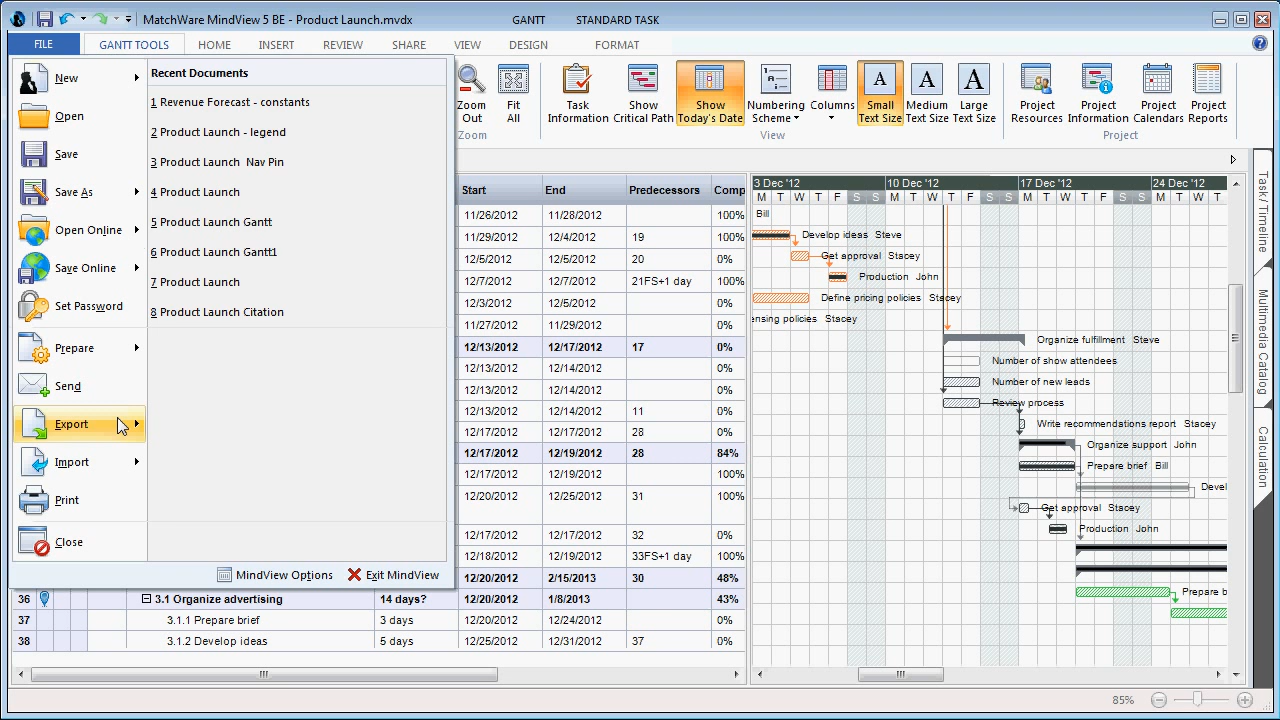 MatchWare MindView 5 BE - Product Launch.mvdx
GANTT
STANDARD TASK
FILE
GANTT TOOLS
HOME
INSERT
REVIEW
SHARE
VIEW
DESIGN
FORMAT
New
Open
Save
Save As
Open Online
Save Online
Set Password
Prepare
Send
Export
Import
Print
Close
Recent Documents
1 Revenue Forecast - constants
2 Product Launch - legend
3 Product Launch Nav Pin
4 Product Launch
5 Product Launch Gantt
6 Product Launch Gantt1
7 Product Launch
8 Product Launch Citation
MindView Options
Exit MindView
Zoom Out
Fit All
Zoom
Task Information
Show Critical Path
Show Today's Date
Numbering Scheme
Columns
Small Text Size
Medium Text Size
Large Text Size
View
Project Resources
Project Information
Project Calendars
Project Reports
Project
Start End Predecessors Comp
11/26/2012 11/28/2012 100%
11/29/2012 12/4/2012 19 100%
12/5/2012 12/6/2012 20 0%
12/7/2012 12/7/2012 21FS+1 day 100%
12/3/2012 12/5/2012 0%
11/27/2012 11/29/2012 0%
12/13/2012 12/17/2012 17 0%
12/13/2012 12/14/2012 0%
12/13/2012 12/14/2012 0%
12/13/2012 12/14/2012 11 0%
12/17/2012 12/17/2012 28 0%
12/17/2012 12/19/2012 28 84%
12/17/2012 12/19/2012 100%
12/20/2012 12/25/2012 31 100%
12/17/2012 12/17/2012 32 0%
12/18/2012 12/19/2012 33FS+1 day 100%
12/20/2012 2/15/2013 30 48%
36 3.1 Organize advertising 14 days? 12/20/2012 1/8/2013 43%
37 3.1.1 Prepare brief 3 days 12/20/2012 12/24/2012 0%
38 3.1.2 Develop ideas 5 days 12/25/2012 12/31/2012 37 0%
3 Dec '12 10 Dec '12 17 Dec '12 24 Dec '12
M T W T F S S M T W T F S S M T W T F S S M T W T
Bill
Develop ideas Steve
Get approval Stacey
Production John
Define pricing policies Stacey
ensing policies Stacey
Organize fulfillment Steve
Number of show attendees
Number of new leads
Review process
Write recommendations report Stacey
Organize support John
Prepare brief Bill
Devel
Get approval Stacey
Production John
Prepare b
Task / Timeline
Multimedia Catalog
Calculation
85%